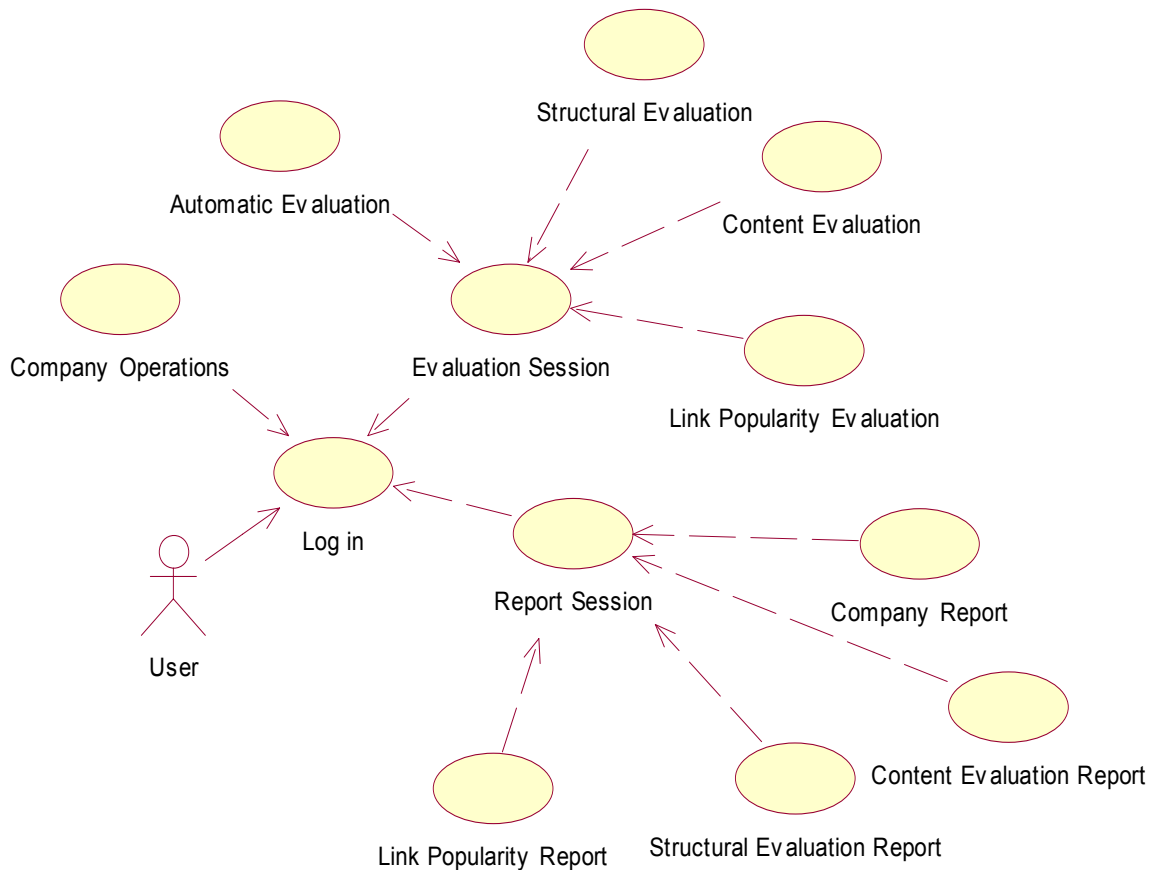 Structural Evaluation
Automatic Evaluation
Content Evaluation
Company Operations
Evaluation Session
Link Popularity Evaluation
Log in
Report Session
Company Report
User
Content Evaluation Report
Link Popularity Report
Structural Evaluation Report